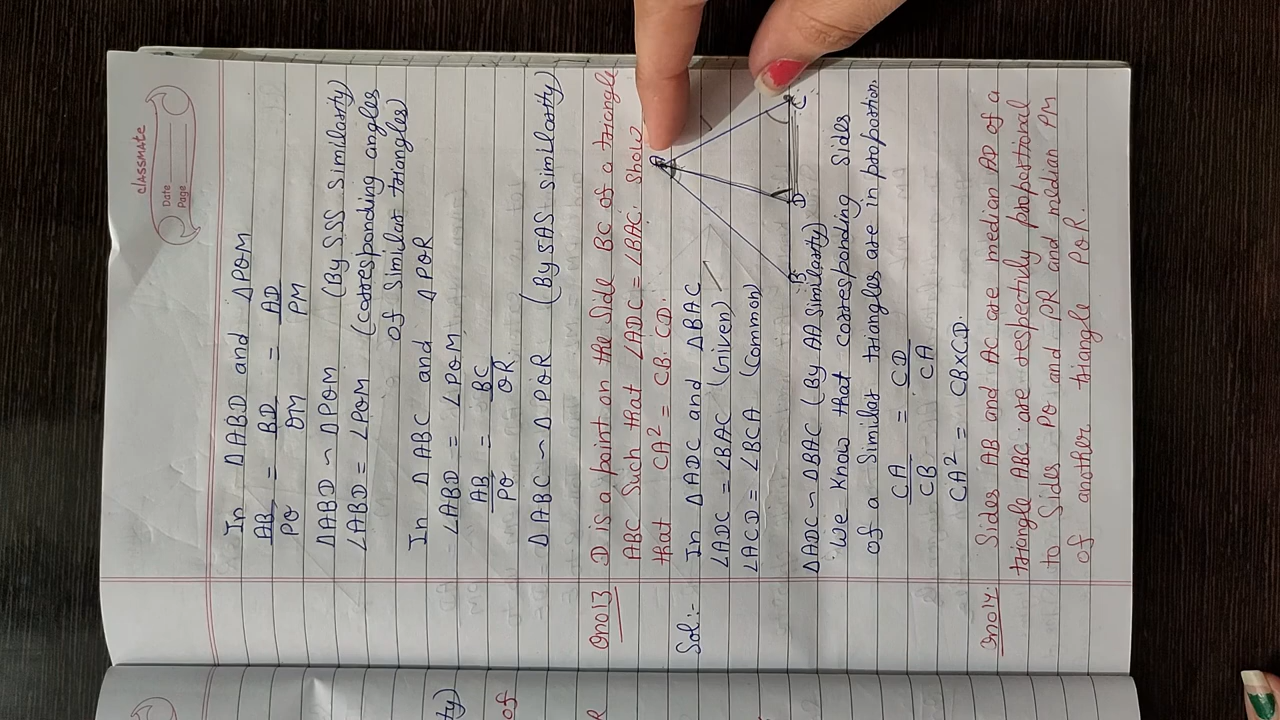 classmate
Date
Page
In ΔABD and ΔPQM
AB/PQ = BD/QM = AD/PM
ΔABD ~ ΔPQM (By SSS Similarity)
∠ABD = ∠PQM (corresponding angles
of Similar triangles)
In ΔABC and ΔPQR
∠ABD = ∠PQM
AB/PQ = BC/QR
ΔABC ~ ΔPQR (By SAS Similarity)
Qno13 D is a point on the Side BC of a triangle
ABC Such that ∠ADC = ∠BAC. Show
that CA² = CB.CD.
Sol:- In ΔADC and ΔBAC
∠ADC = ∠BAC (Given)
∠ACD = ∠BCA (Common)
A
B
D
C
ΔADC ~ ΔBAC (By AA Similarity)
We know that corresponding Sides
of a Similar triangles are in proportion.
CA/CB = CD/CA
CA² = CB×CD.
Qno14. Sides AB and AC are median AD of a
triangle ABC are respectively proportional
to Sides PQ and PR and median PM
of another triangle PQR.
ty)
of
R